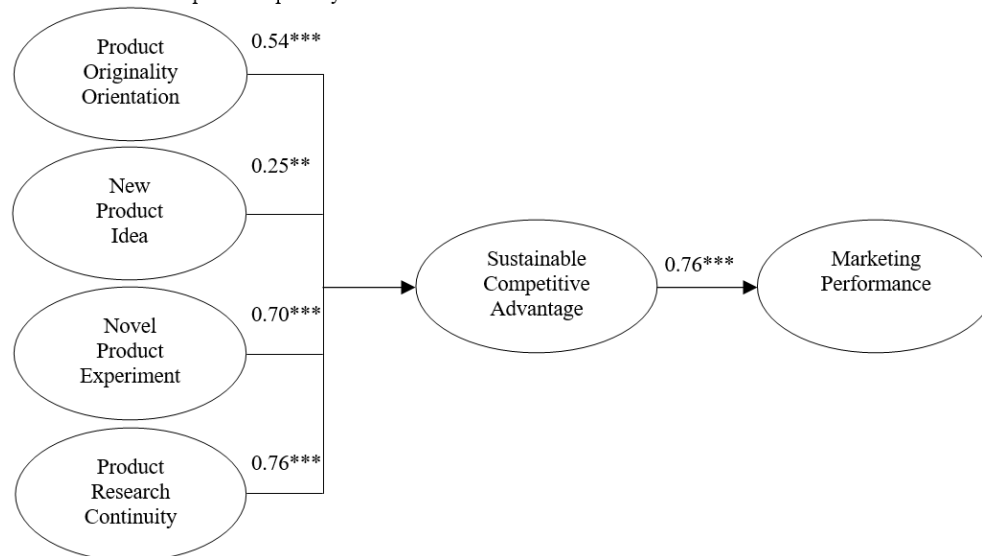 0.54***
Product
Originality
Orientation
0.25**
New
Product
Idea
0.70***
Novel
Product
Experiment
0.76***
Product
Research
Continuity
Sustainable
Competitive
Advantage
0.76***
Marketing
Performance